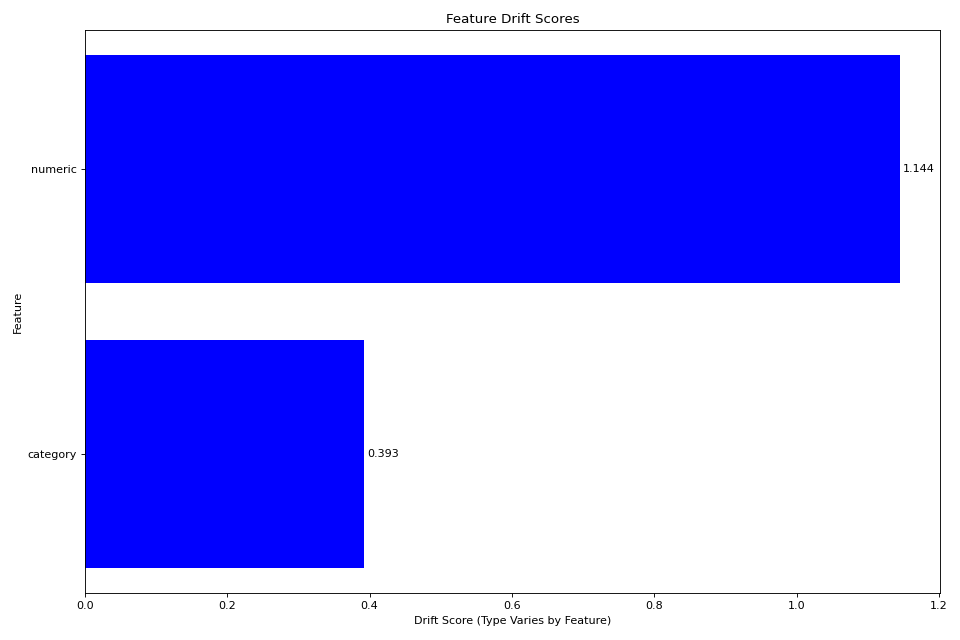 Feature Drift Scores
numeric
1.144
Feature
category
0.393
0.0 0.2 0.4 0.6 0.8 1.0 1.2
Drift Score (Type Varies by Feature)